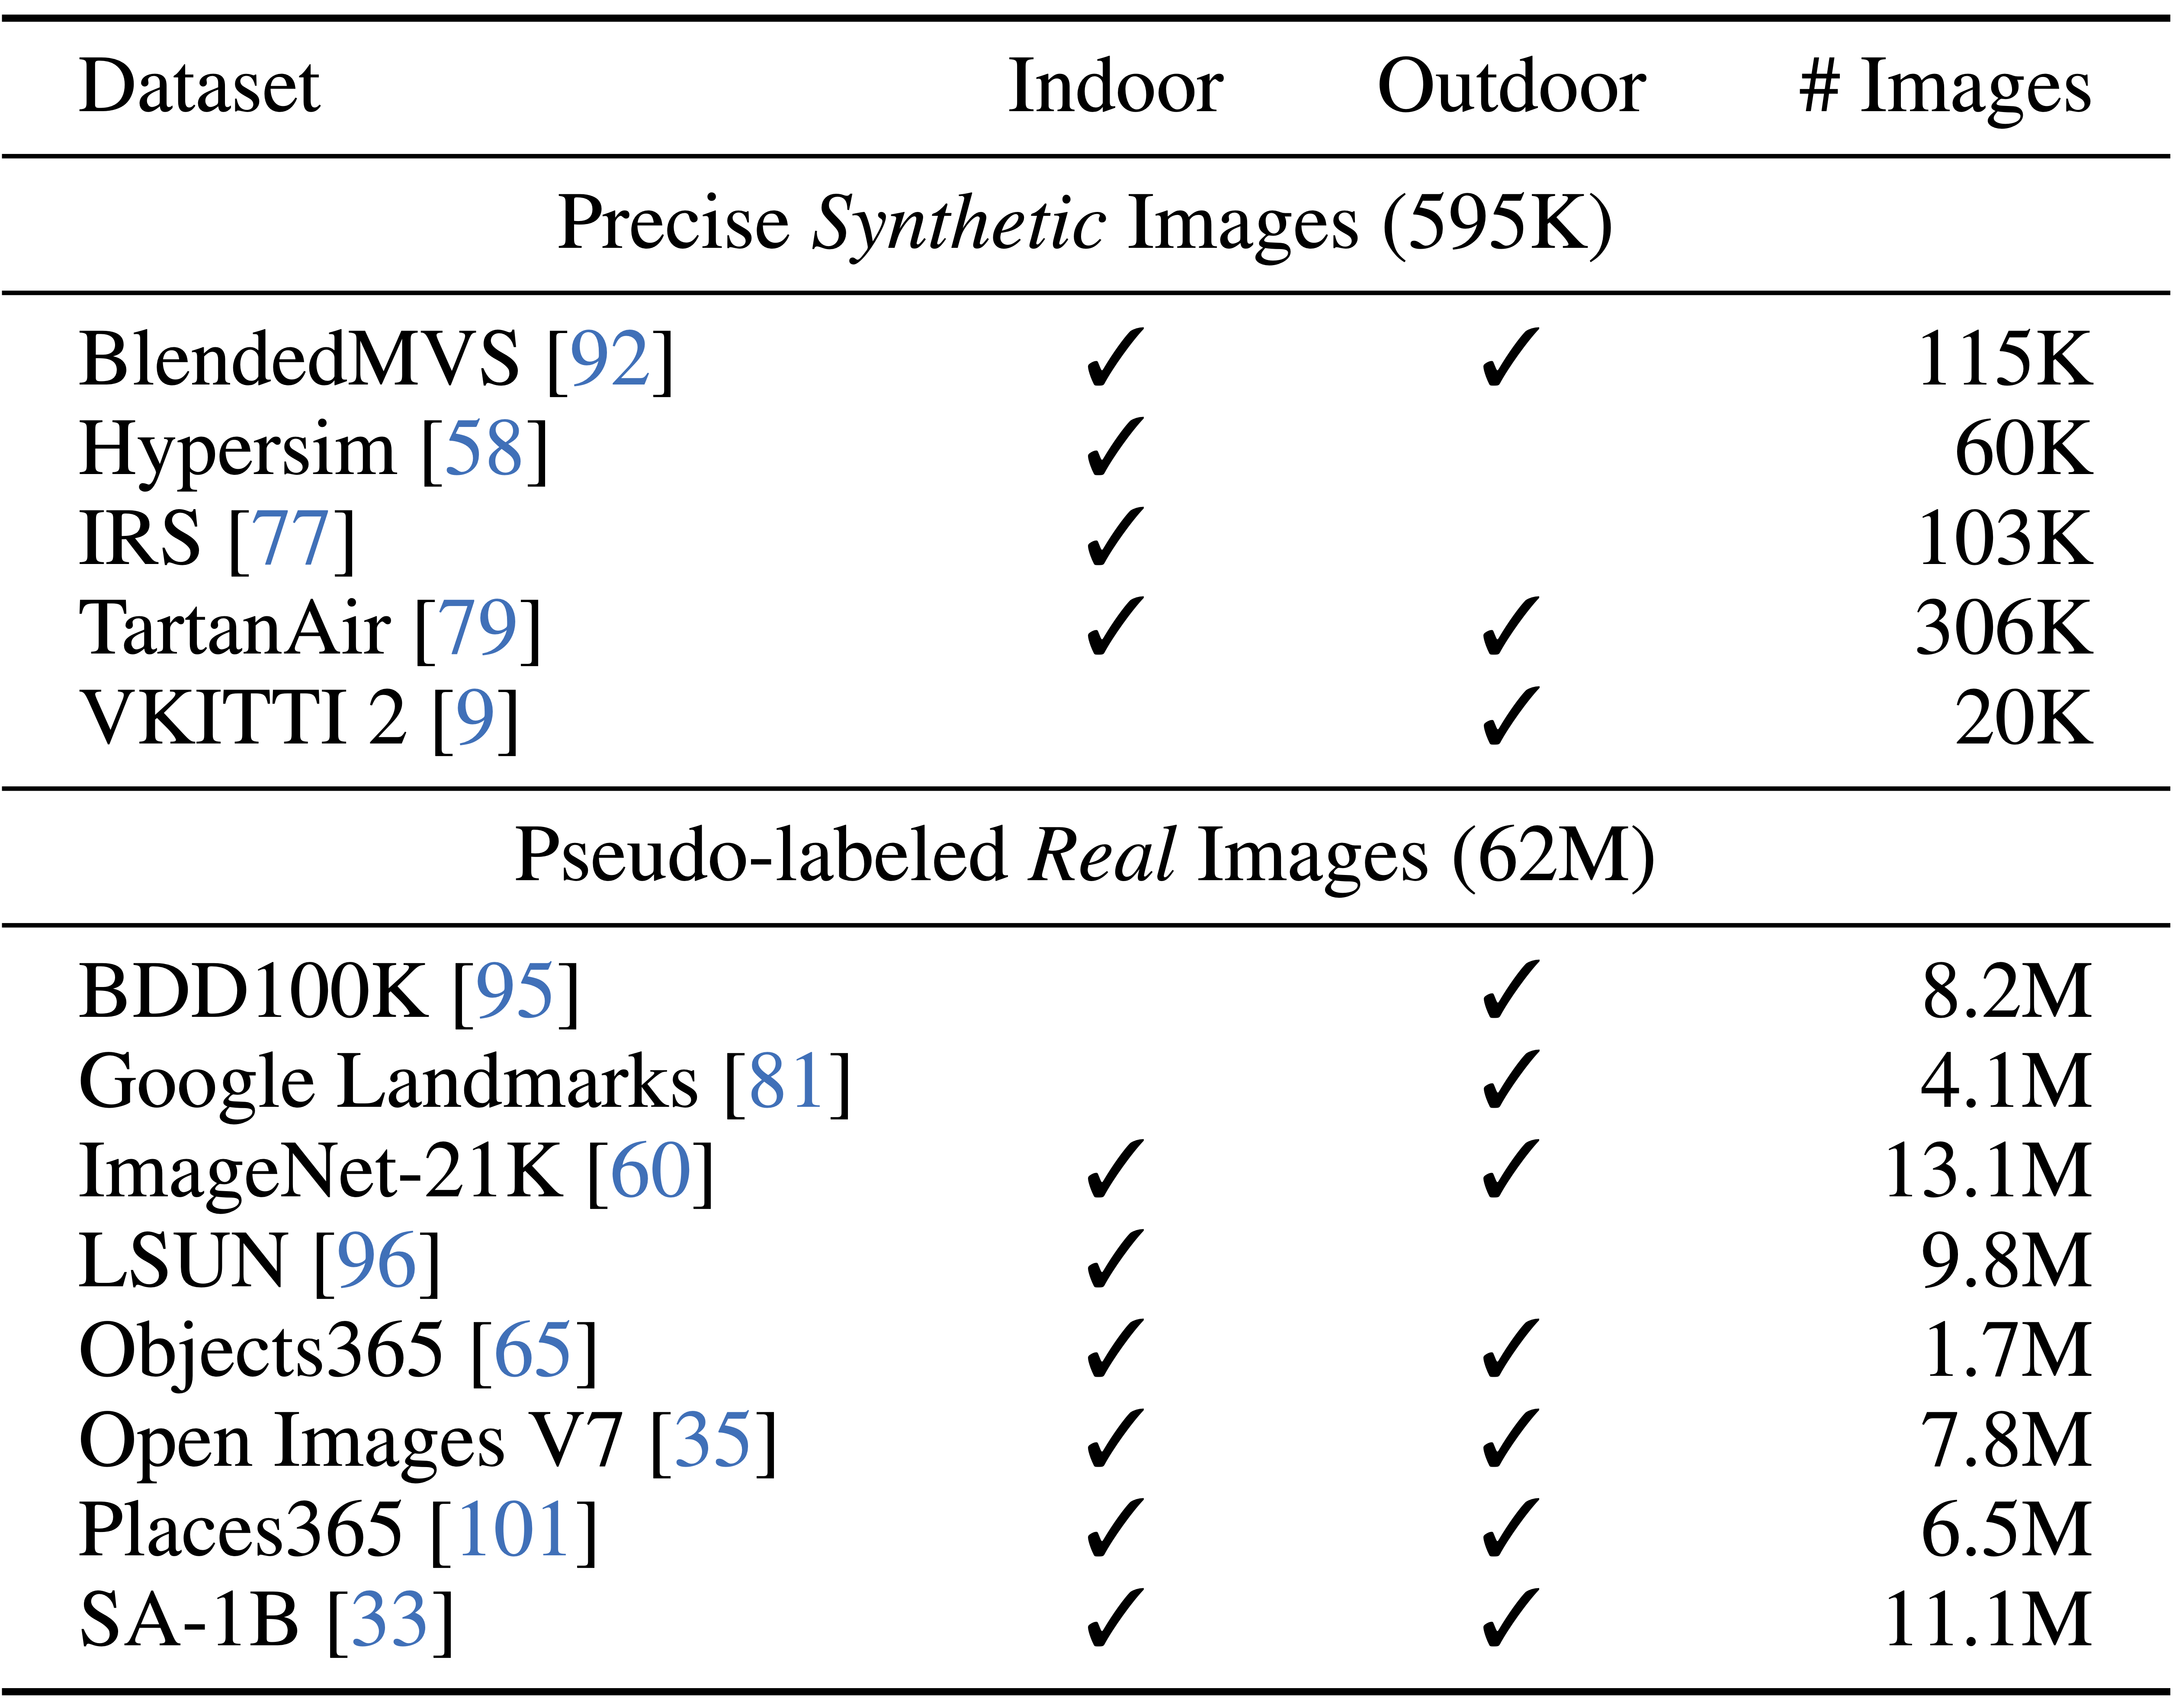 Dataset Indoor Outdoor # Images
Precise Synthetic Images (595K)
BlendedMVS [92] ✓ ✓ 115K
Hypersim [58] ✓ 60K
IRS [77] ✓ 103K
TartanAir [79] ✓ ✓ 306K
VKITTI 2 [9] ✓ 20K
Pseudo-labeled Real Images (62M)
BDD100K [95] ✓ 8.2M
Google Landmarks [81] ✓ 4.1M
ImageNet-21K [60] ✓ ✓ 13.1M
LSUN [96] ✓ 9.8M
Objects365 [65] ✓ ✓ 1.7M
Open Images V7 [35] ✓ ✓ 7.8M
Places365 [101] ✓ ✓ 6.5M
SA-1B [33] ✓ ✓ 11.1M